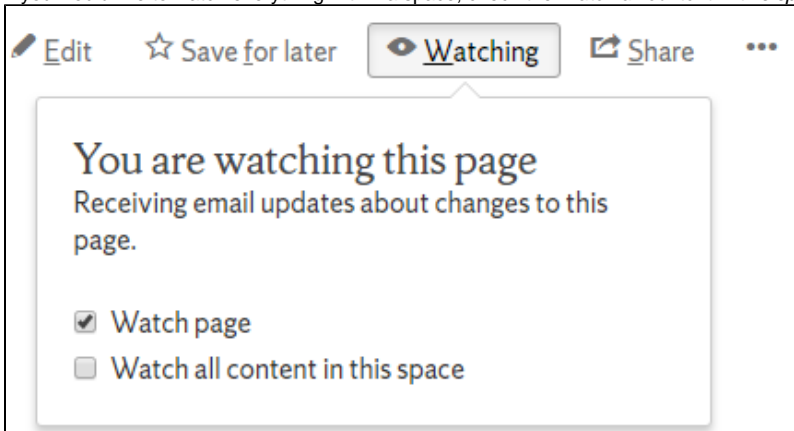 Edit Save for later Watching Share •••
You are watching this page
Receiving email updates about changes to this
page.
Watch page
Watch all content in this space